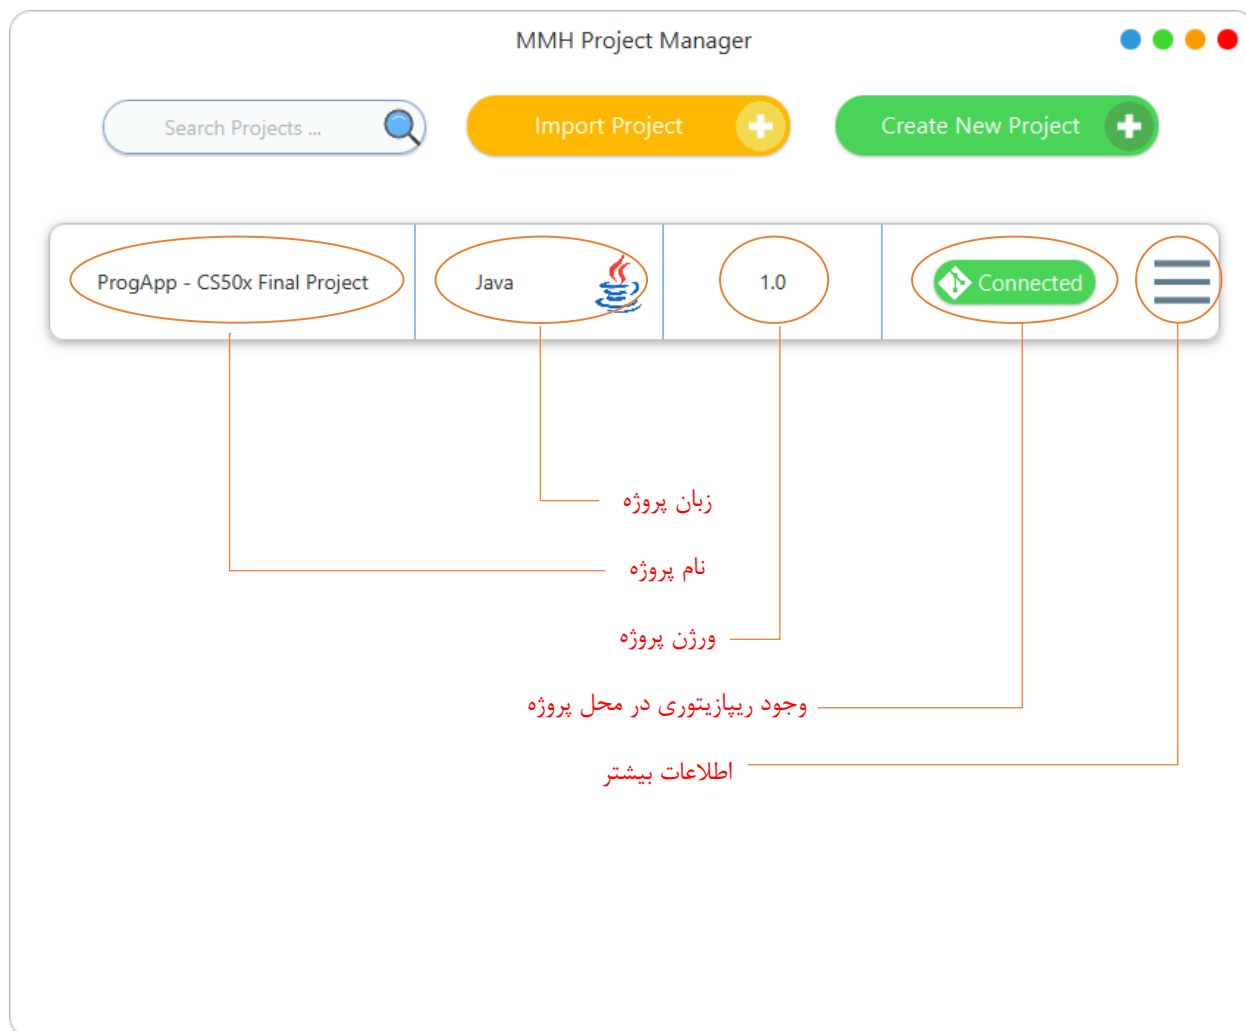 MMH Project Manager
Search Projects ...
Import Project
Create New Project
ProgApp - CS50x Final Project
Java
1.0
Connected
زبان پروژه
نام پروژه
ورژن پروژه
وجود ریپازیتوری در محل پروژه
اطلاعات بیشتر